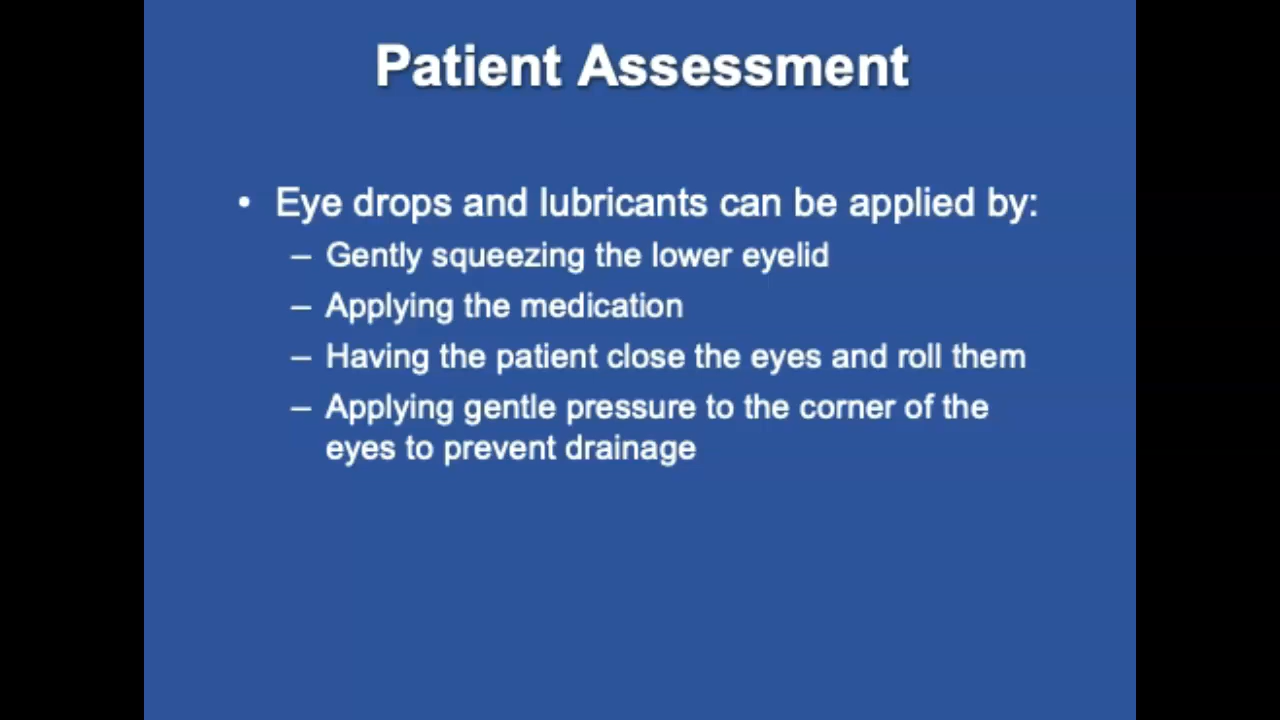 Patient Assessment
• Eye drops and lubricants can be applied by:
– Gently squeezing the lower eyelid
– Applying the medication
– Having the patient close the eyes and roll them
– Applying gentle pressure to the corner of the
eyes to prevent drainage